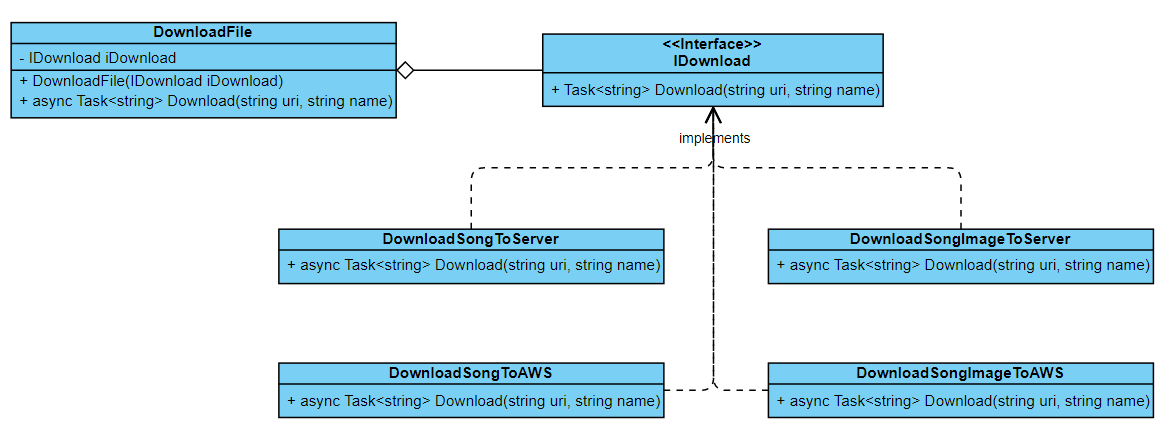 DownloadFile
- IDownload iDownload
+ DownloadFile(IDownload iDownload)
+ async Task<string> Download(string uri, string name)
<<Interface>>
IDownload
+ Task<string> Download(string uri, string name)
implements
DownloadSongToServer
+ async Task<string> Download(string uri, string name)
DownloadSongImageToServer
+ async Task<string> Download(string uri, string name)
DownloadSongToAWS
+ async Task<string> Download(string uri, string name)
DownloadSongImageToAWS
+ async Task<string> Download(string uri, string name)